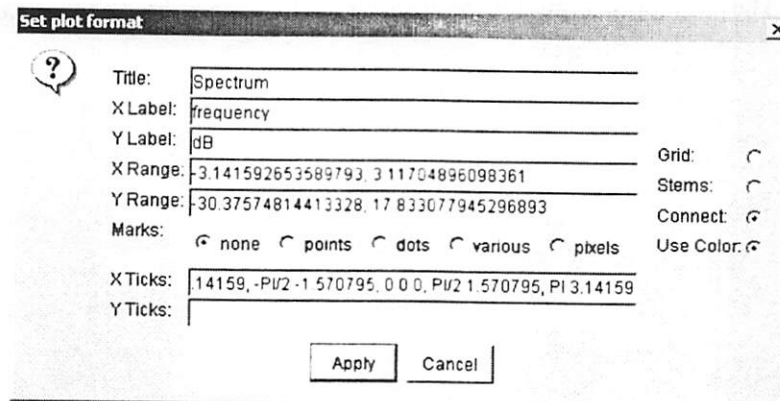 Set plot format
Title: Spectrum
X Label: frequency
Y Label: dB
X Range: -3.141592653589793, 3.11704896098361
Y Range: -30.37574814413328, 17.833077945296893
Marks:
none points dots various pixels
X Ticks: .14159, -PI/2 -1.570795, 0 0.0, PI/2 1.570795, PI 3.14159
Y Ticks:
Grid:
Stems:
Connect:
Use Color:
Apply Cancel